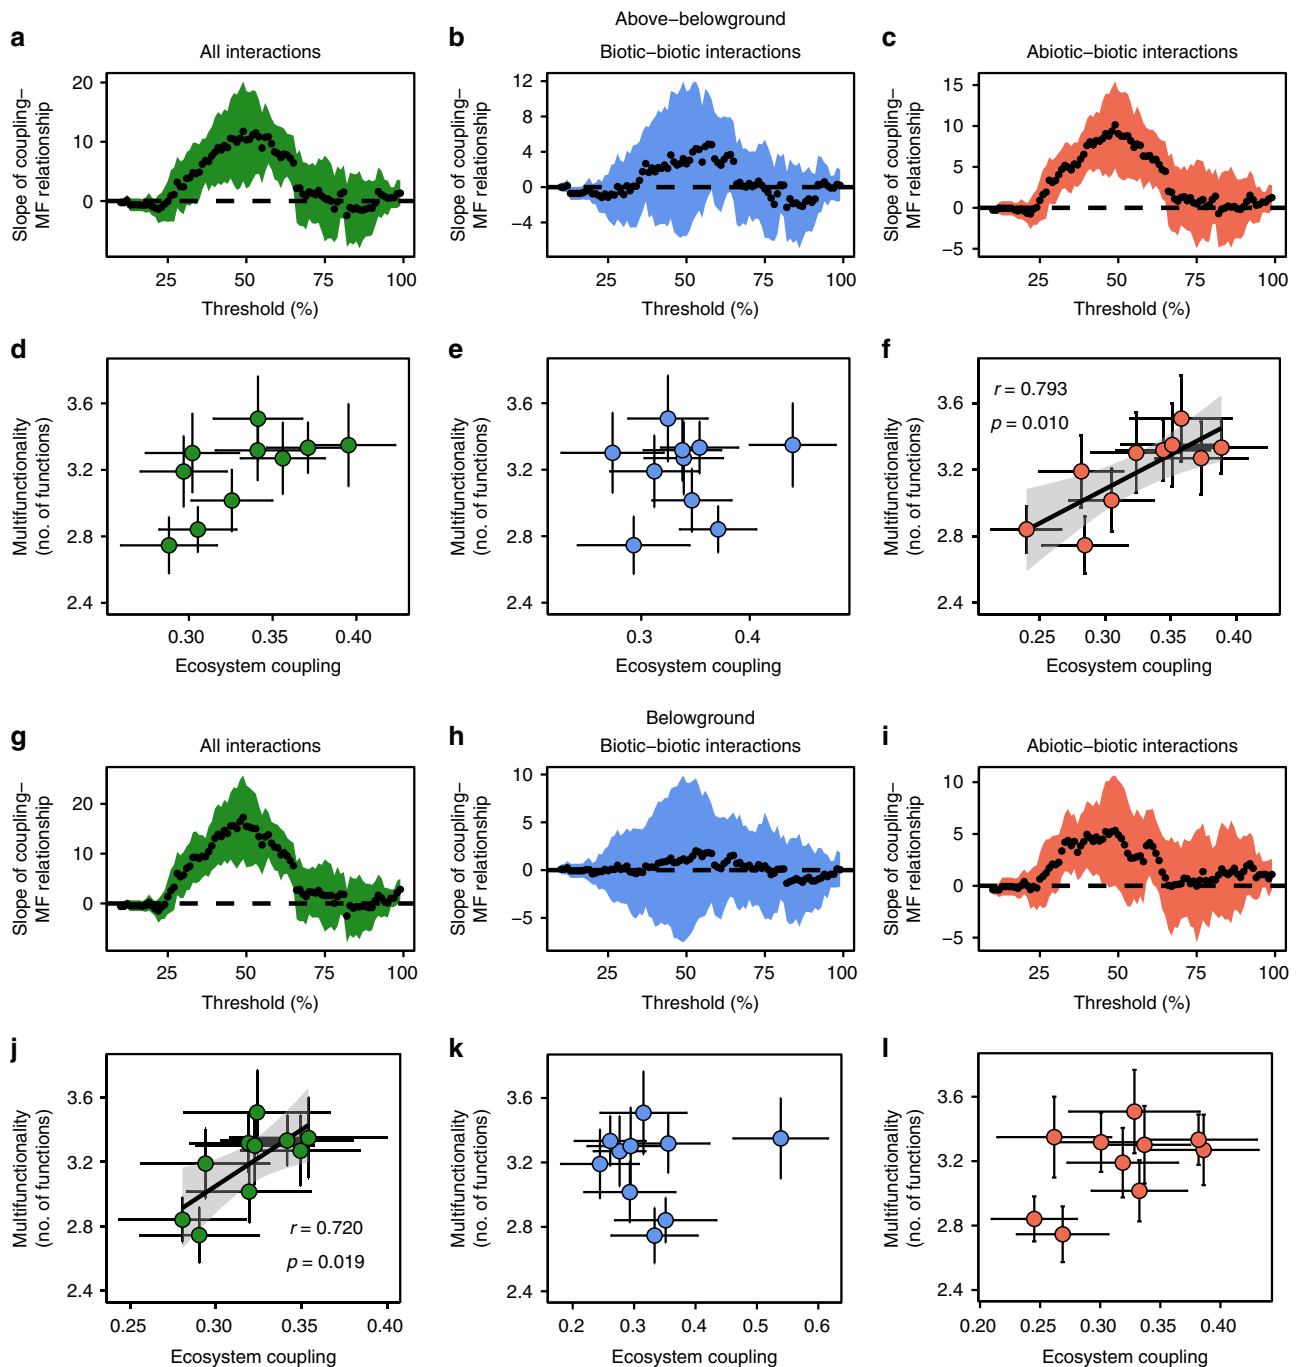 Above–belowground
a
All interactions
b
Biotic–biotic interactions
c
Abiotic–biotic interactions
Slope of coupling–
MF relationship
20
10
0
25
50
75
100
Threshold (%)
Slope of coupling–
MF relationship
12
8
4
0
−4
25
50
75
100
Threshold (%)
Slope of coupling–
MF relationship
15
10
5
0
−5
25
50
75
100
Threshold (%)
d
Multifunctionality
(no. of functions)
3.6
3.2
2.8
2.4
0.30
0.35
0.40
Ecosystem coupling
e
Multifunctionality
(no. of functions)
3.6
3.2
2.8
2.4
0.3
0.4
Ecosystem coupling
f
Multifunctionality
(no. of functions)
3.6
3.2
2.8
2.4
r = 0.793
p = 0.010
0.25
0.30
0.35
0.40
Ecosystem coupling
Belowground
g
All interactions
h
Biotic–biotic interactions
i
Abiotic–biotic interactions
Slope of coupling–
MF relationship
20
10
0
25
50
75
100
Threshold (%)
Slope of coupling–
MF relationship
10
5
0
−5
25
50
75
100
Threshold (%)
Slope of coupling–
MF relationship
10
5
0
−5
25
50
75
100
Threshold (%)
j
Multifunctionality
(no. of functions)
3.6
3.2
2.8
2.4
r = 0.720
p = 0.019
0.25
0.30
0.35
0.40
Ecosystem coupling
k
Multifunctionality
(no. of functions)
3.6
3.2
2.8
2.4
0.2
0.3
0.4
0.5
0.6
Ecosystem coupling
l
Multifunctionality
(no. of functions)
3.6
3.2
2.8
2.4
0.20
0.25
0.30
0.35
0.40
Ecosystem coupling